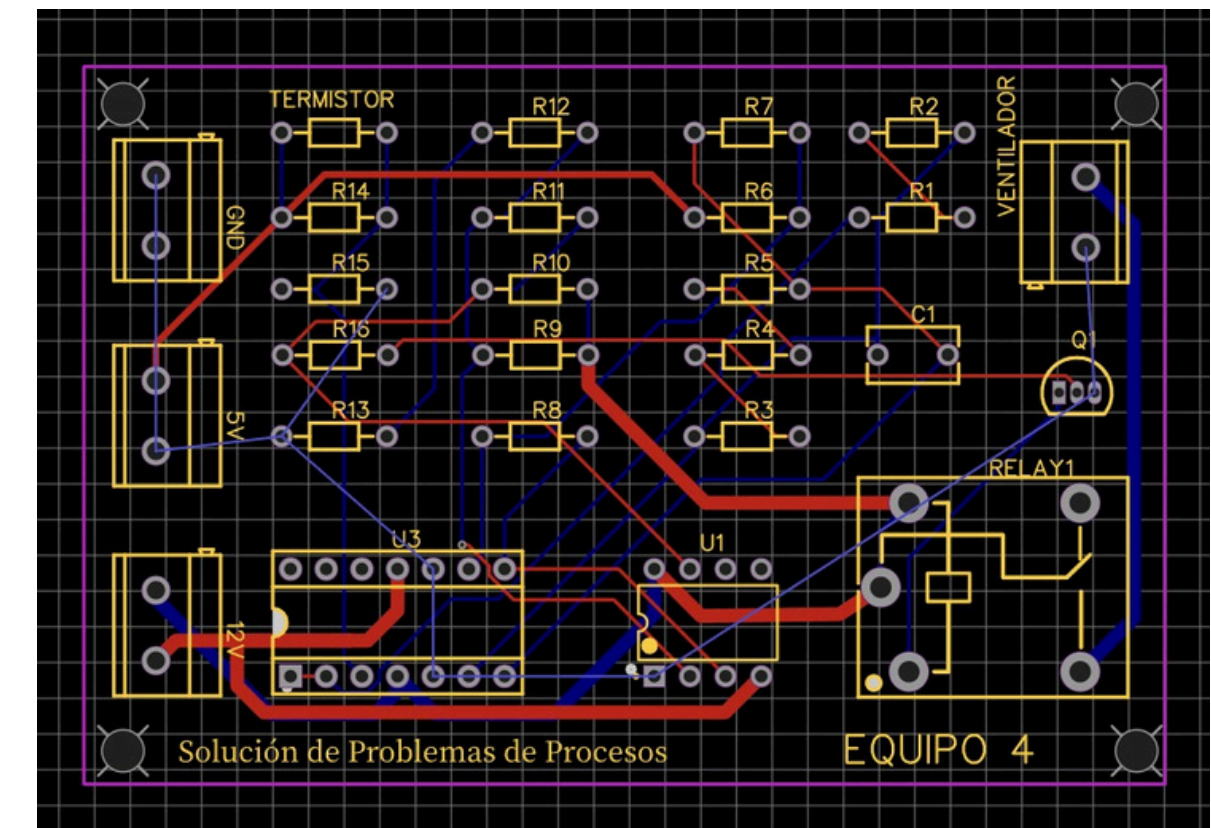 TERMISTOR
R12
R7
R2
VENTILADOR
R14
R11
R6
R1
GND
R15
R10
R5
C1
R16
R9
R4
Q1
5V
R13
R8
R3
RELAY1
U3
U1
12V
Solución de Problemas de Procesos
EQUIPO 4